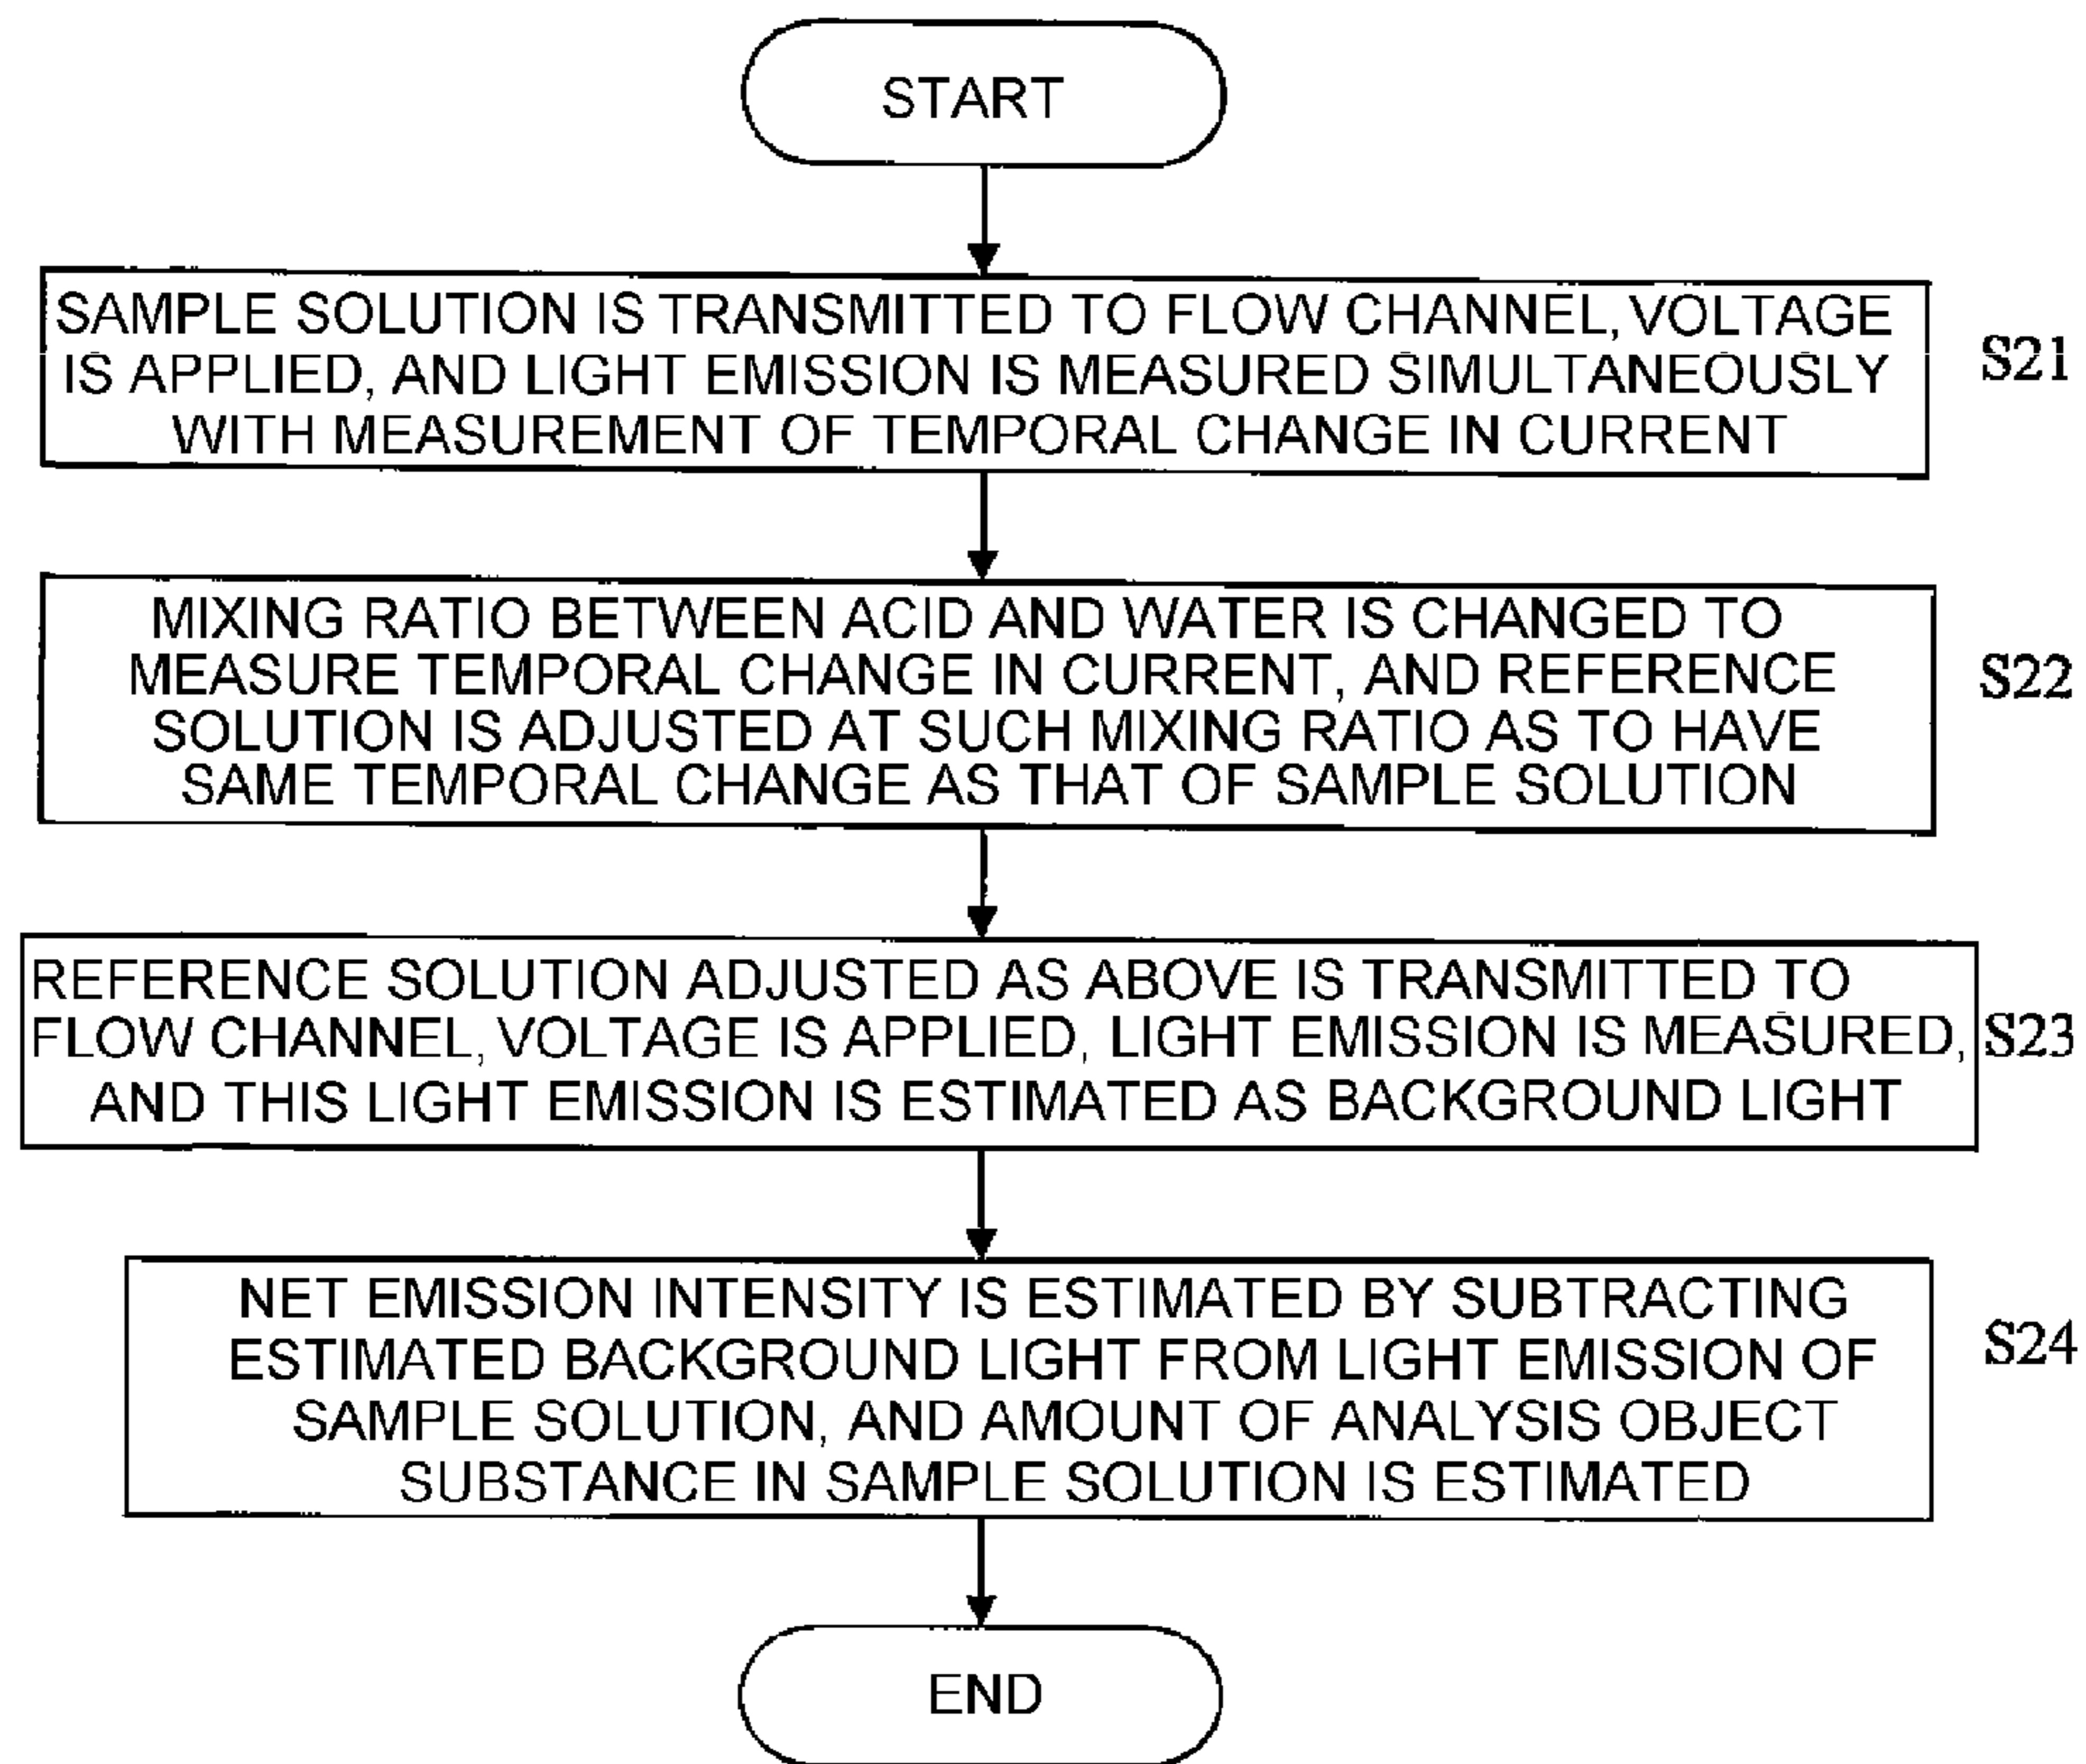 START
SAMPLE SOLUTION IS TRANSMITTED TO FLOW CHANNEL, VOLTAGE
IS APPLIED, AND LIGHT EMISSION IS MEASURED SIMULTANEOUSLY
WITH MEASUREMENT OF TEMPORAL CHANGE IN CURRENT
S21
MIXING RATIO BETWEEN ACID AND WATER IS CHANGED TO
MEASURE TEMPORAL CHANGE IN CURRENT, AND REFERENCE
SOLUTION IS ADJUSTED AT SUCH MIXING RATIO AS TO HAVE
SAME TEMPORAL CHANGE AS THAT OF SAMPLE SOLUTION
S22
REFERENCE SOLUTION ADJUSTED AS ABOVE IS TRANSMITTED TO
FLOW CHANNEL, VOLTAGE IS APPLIED, LIGHT EMISSION IS MEASURED,
AND THIS LIGHT EMISSION IS ESTIMATED AS BACKGROUND LIGHT
S23
NET EMISSION INTENSITY IS ESTIMATED BY SUBTRACTING
ESTIMATED BACKGROUND LIGHT FROM LIGHT EMISSION OF
SAMPLE SOLUTION, AND AMOUNT OF ANALYSIS OBJECT
SUBSTANCE IN SAMPLE SOLUTION IS ESTIMATED
S24
END